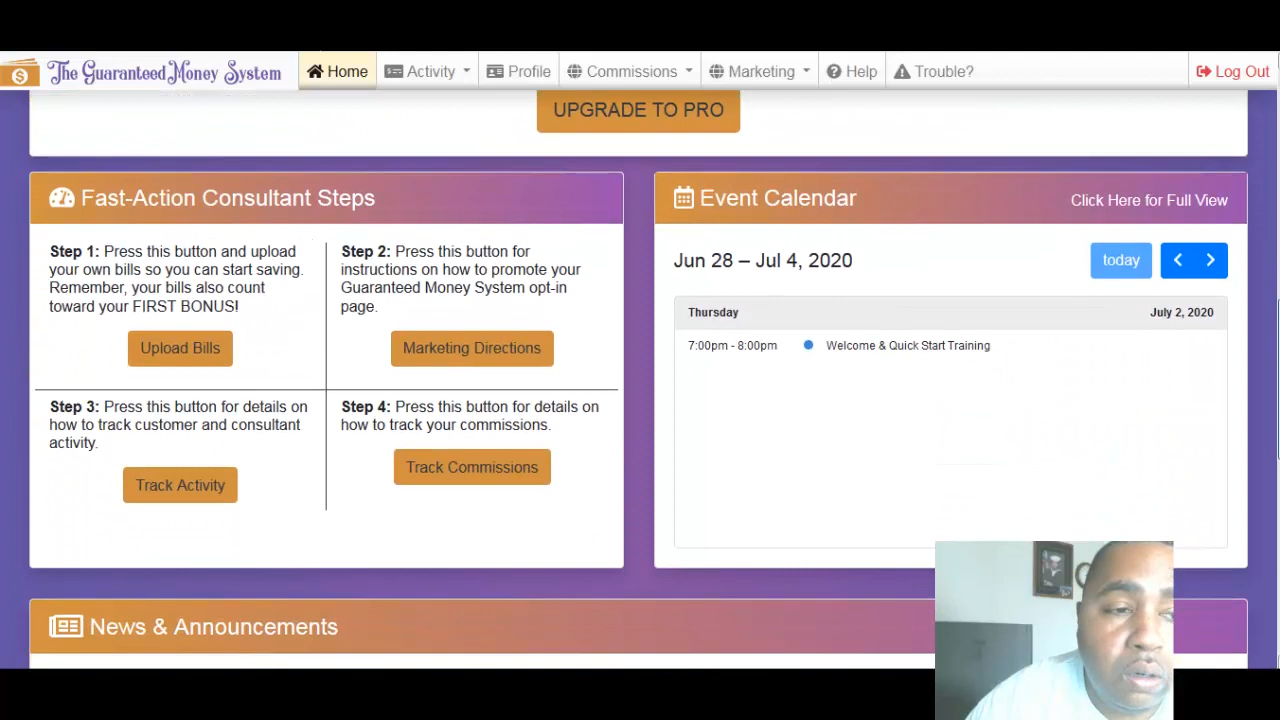 The Guaranteed Money System
Home
Activity
Profile
Commissions
Marketing
Help
Trouble?
Log Out
UPGRADE TO PRO
Fast-Action Consultant Steps
Step 1: Press this button and upload
your own bills so you can start saving.
Remember, your bills also count
toward your FIRST BONUS!
Upload Bills
Step 2: Press this button for
instructions on how to promote your
Guaranteed Money System opt-in
page.
Marketing Directions
Step 3: Press this button for details on
how to track customer and consultant
activity.
Track Activity
Step 4: Press this button for details on
how to track your commissions.
Track Commissions
Event Calendar
Click Here for Full View
Jun 28 – Jul 4, 2020
today
Thursday
July 2, 2020
7:00pm - 8:00pm
Welcome & Quick Start Training
News & Announcements